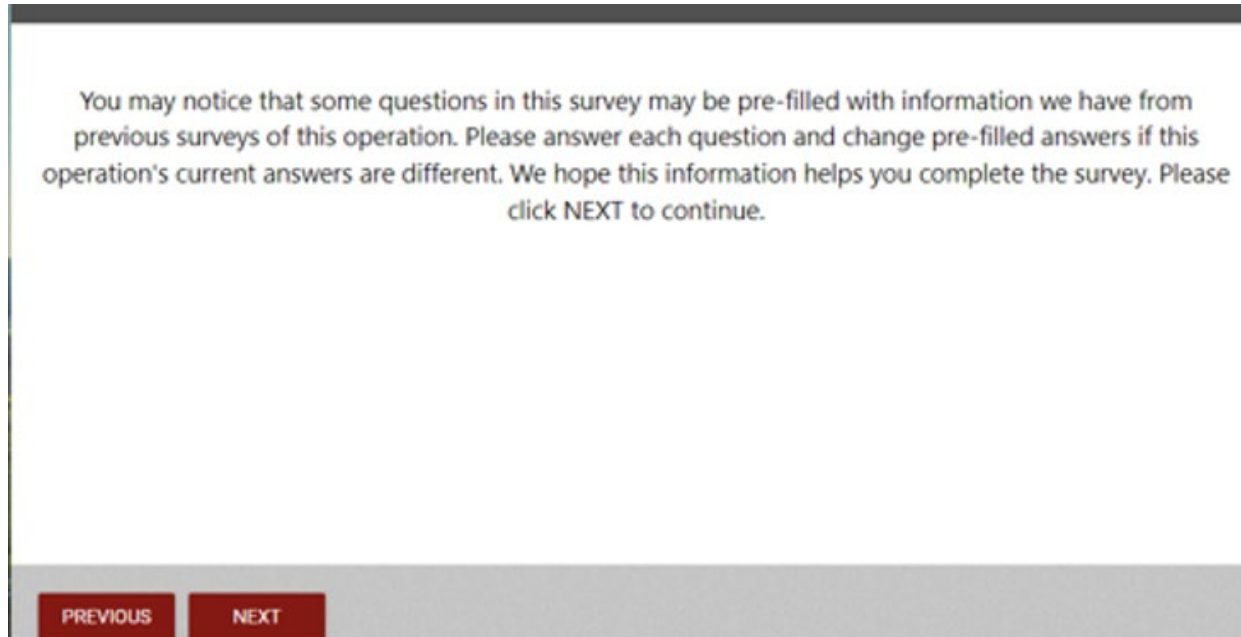 You may notice that some questions in this survey may be pre-filled with information we have from
previous surveys of this operation. Please answer each question and change pre-filled answers if this
operation's current answers are different. We hope this information helps you complete the survey. Please
click NEXT to continue.
PREVIOUS NEXT